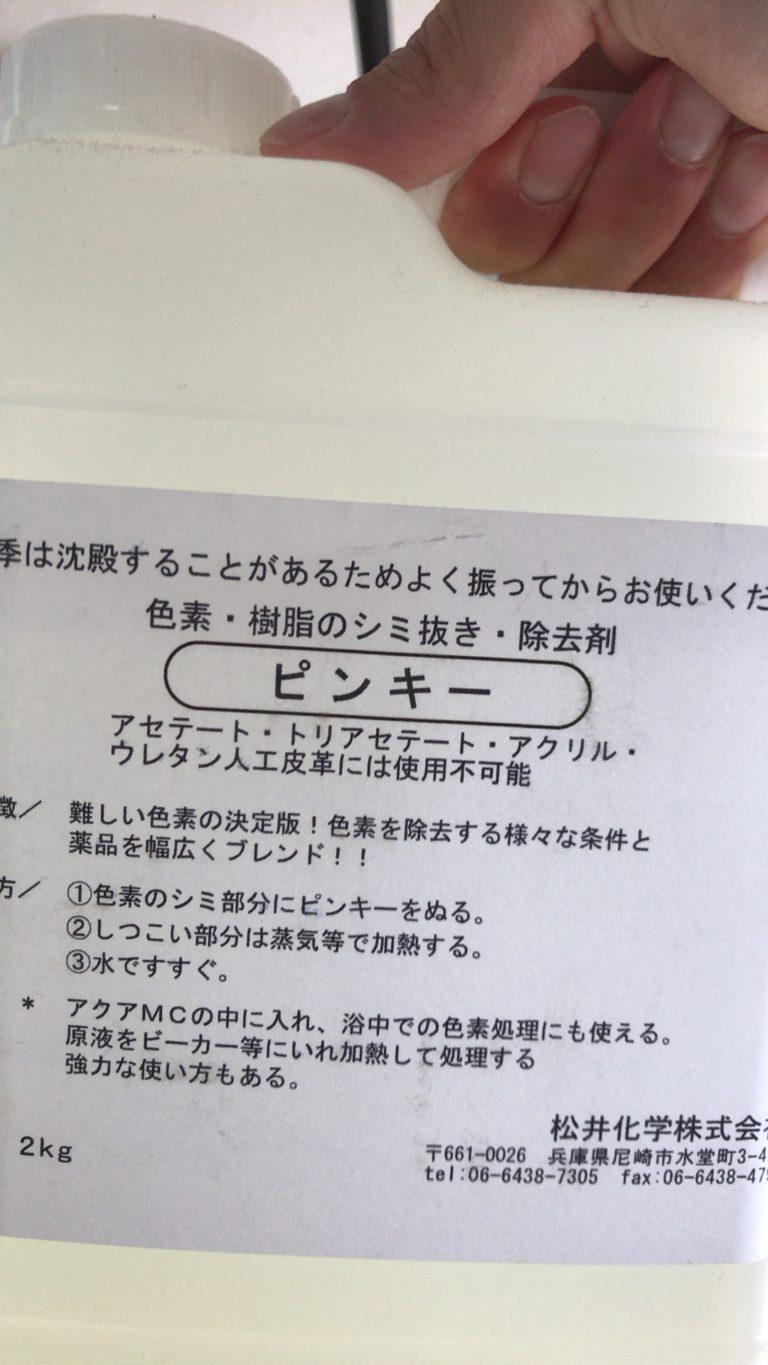 季は沈殿することがあるためよく振ってからお使いくだ
色素・樹脂のシミ抜き・除去剤
ピンキー
アセテート・トリアセテート・アクリル・
ウレタン人工皮革には使用不可能
徴／ 難しい色素の決定版！色素を除去する様々な条件と
薬品を幅広くブレンド！！
方／ ①色素のシミ部分にピンキーをぬる。
②しつこい部分は蒸気等で加熱する。
③水ですすぐ。
* アクアＭＣの中に入れ、浴中での色素処理にも使える。
原液をビーカー等にいれ加熱して処理する
強力な使い方もある。
2kg
松井化学株式会
〒661-0026 兵庫県尼崎市水堂町3-4
tel:06-6438-7305 fax:06-6438-47